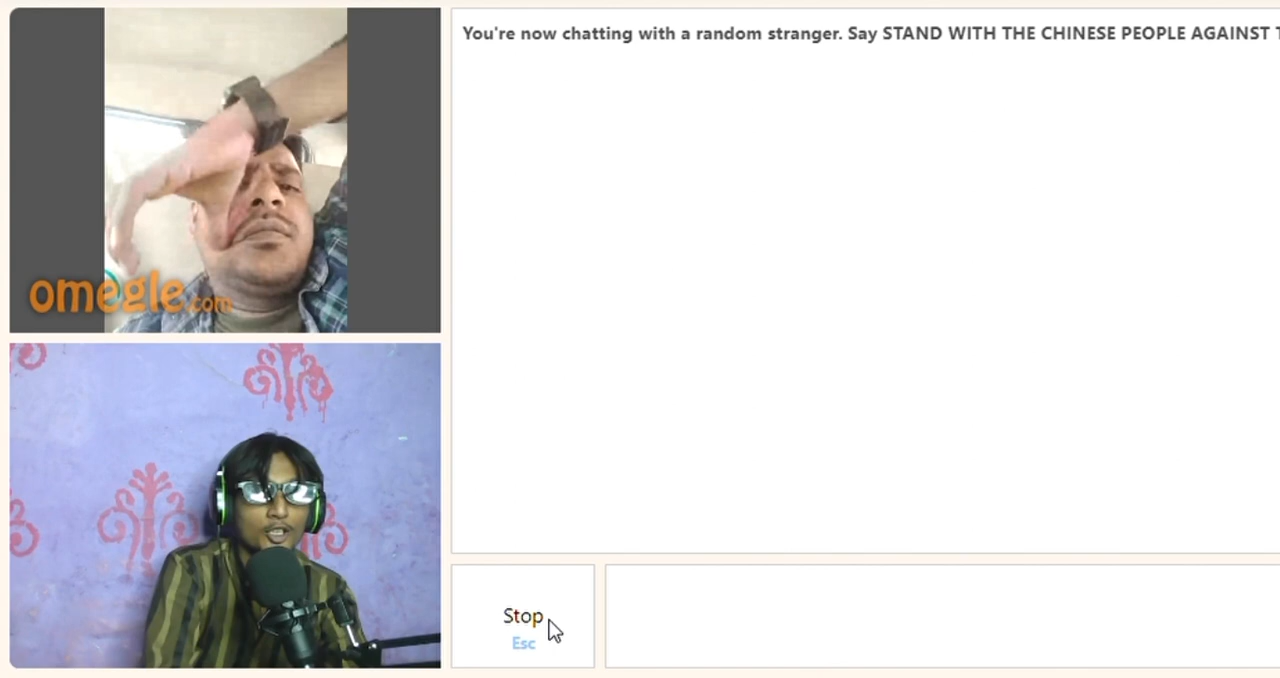 You're now chatting with a random stranger. Say STAND WITH THE CHINESE PEOPLE AGAINST
omegle.com
Stop
Esc